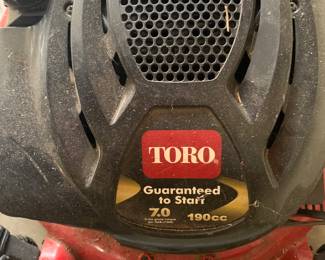 TORO
Guaranteed
to Start
7.0
190cc